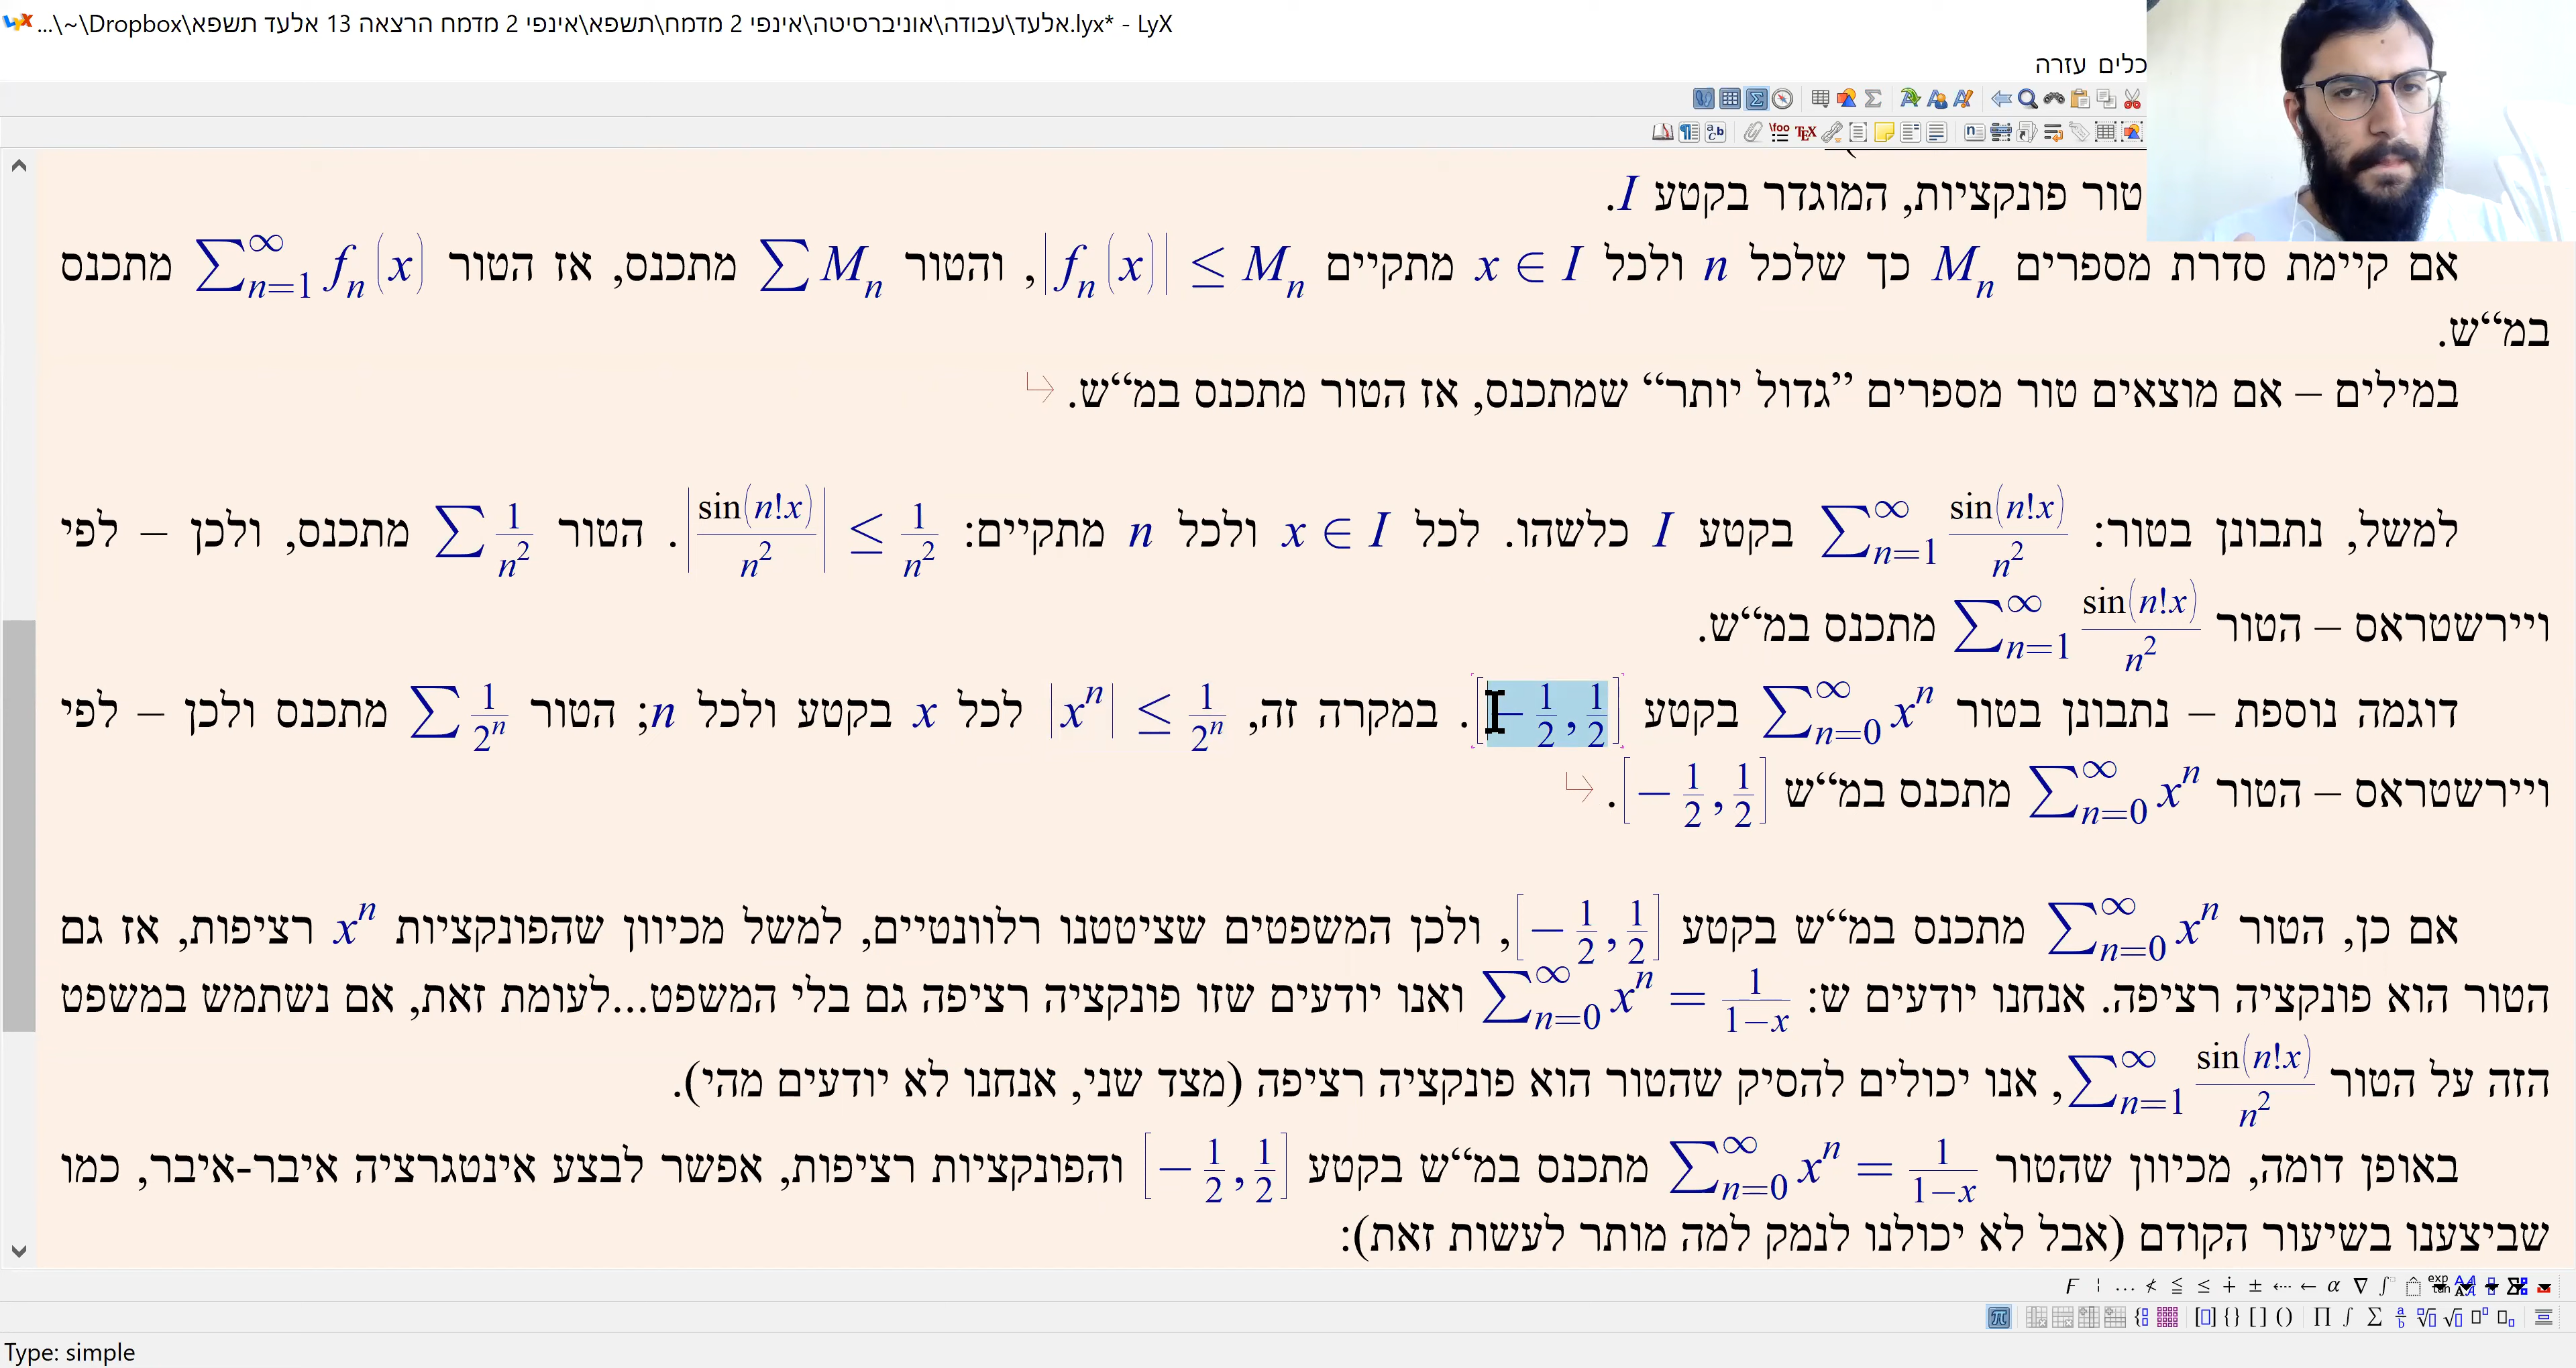 ...\~\Dropbox\אלעד\עבודה\אוניברסיטה\אינפי 2 מדמח\תשפא\אינפי 2 מדמח הרצאה 13 אלעד תשפא.lyx* - LyX
כלים עזרה
טור פונקציות, המוגדר בקטע I.
אם קיימת סדרת מספרים M_n כך שלכל n ולכל x ∈ I מתקיים |f_n(x)| ≤ M_n, והטור ∑ M_n מתכנס, אז הטור ∑_{n=1}^∞ f_n(x) מתכנס
במ“ש.
במילים – אם מוצאים טור מספרים ”גדול יותר“ שמתכנס, אז הטור מתכנס במ“ש.
למשל, נתבונן בטור: ∑_{n=1}^∞ sin(n!x)/n^2 בקטע I כלשהו. לכל x ∈ I ולכל n מתקיים: |sin(n!x)/n^2| ≤ 1/n^2. הטור ∑ 1/n^2 מתכנס, ולכן – לפי
ויירשטראס – הטור ∑_{n=1}^∞ sin(n!x)/n^2 מתכנס במ“ש.
דוגמה נוספת – נתבונן בטור ∑_{n=0}^∞ x^n בקטע [−1/2, 1/2]. במקרה זה, |x^n| ≤ 1/2^n לכל x בקטע ולכל n; הטור ∑ 1/2^n מתכנס ולכן – לפי
ויירשטראס – הטור ∑_{n=0}^∞ x^n מתכנס במ“ש [−1/2, 1/2].
אם כן, הטור ∑_{n=0}^∞ x^n מתכנס במ“ש בקטע [−1/2, 1/2], ולכן המשפטים שציטטנו רלוונטיים, למשל מכיוון שהפונקציות x^n רציפות, אז גם
הטור הוא פונקציה רציפה. אנחנו יודעים ש: ∑_{n=0}^∞ x^n = 1/(1−x) ואנו יודעים שזו פונקציה רציפה גם בלי המשפט...לעומת זאת, אם נשתמש במשפט
הזה על הטור ∑_{n=1}^∞ sin(n!x)/n^2, אנו יכולים להסיק שהטור הוא פונקציה רציפה (מצד שני, אנחנו לא יודעים מהי).
באופן דומה, מכיוון שהטור ∑_{n=0}^∞ x^n = 1/(1−x) מתכנס במ“ש בקטע [−1/2, 1/2] והפונקציות רציפות, אפשר לבצע אינטגרציה איבר-איבר, כמו
שביצענו בשיעור הקודם (אבל לא יכולנו לנמק למה מותר לעשות זאת):
Type: simple